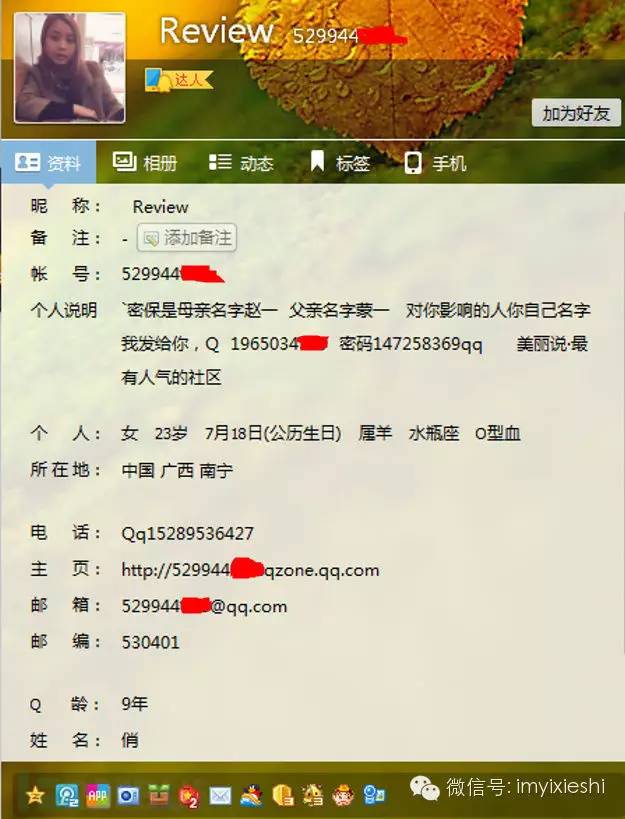 Review 529944
达人
加为好友
资料 相册 动态 标签 手机
昵 称： Review
备 注： - 添加备注
帐 号： 529944
个人说明 `密保是母亲名字赵一 父亲名字蒙一 对你影响的人你自己名字
我发给你，Q 1965034 密码147258369qq 美丽说·最
有人气的社区
个 人： 女 23岁 7月18日(公历生日) 属羊 水瓶座 O型血
所在地： 中国 广西 南宁
电 话： Qq15289536427
主 页： http://529944 qzone.qq.com
邮 箱： 529944 @qq.com
邮 编： 530401
Q 龄： 9年
姓 名： 俏
APP 2
微信号: imyixieshi